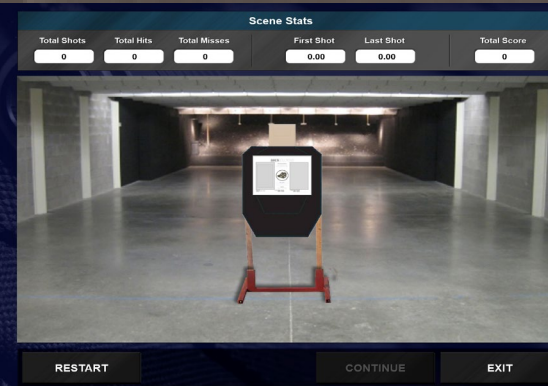 Scene Stats
Total Shots Total Hits Total Misses First Shot Last Shot Total Score
0 0 0 0.00 0.00 0
RESTART CONTINUE EXIT